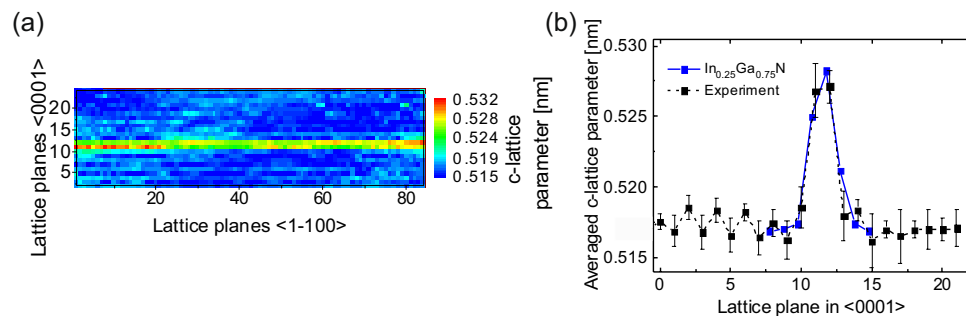 (a)
Lattice planes <0001>
20
15
10
5
20
40
60
80
Lattice planes <1-100>
0.532
0.528
0.524
0.519
0.515
c-lattice
parameter [nm]
(b)
Averaged c-lattice parameter [nm]
0.530
0.525
0.520
0.515
In0.25Ga0.75N
Experiment
0
5
10
15
20
Lattice plane in <0001>